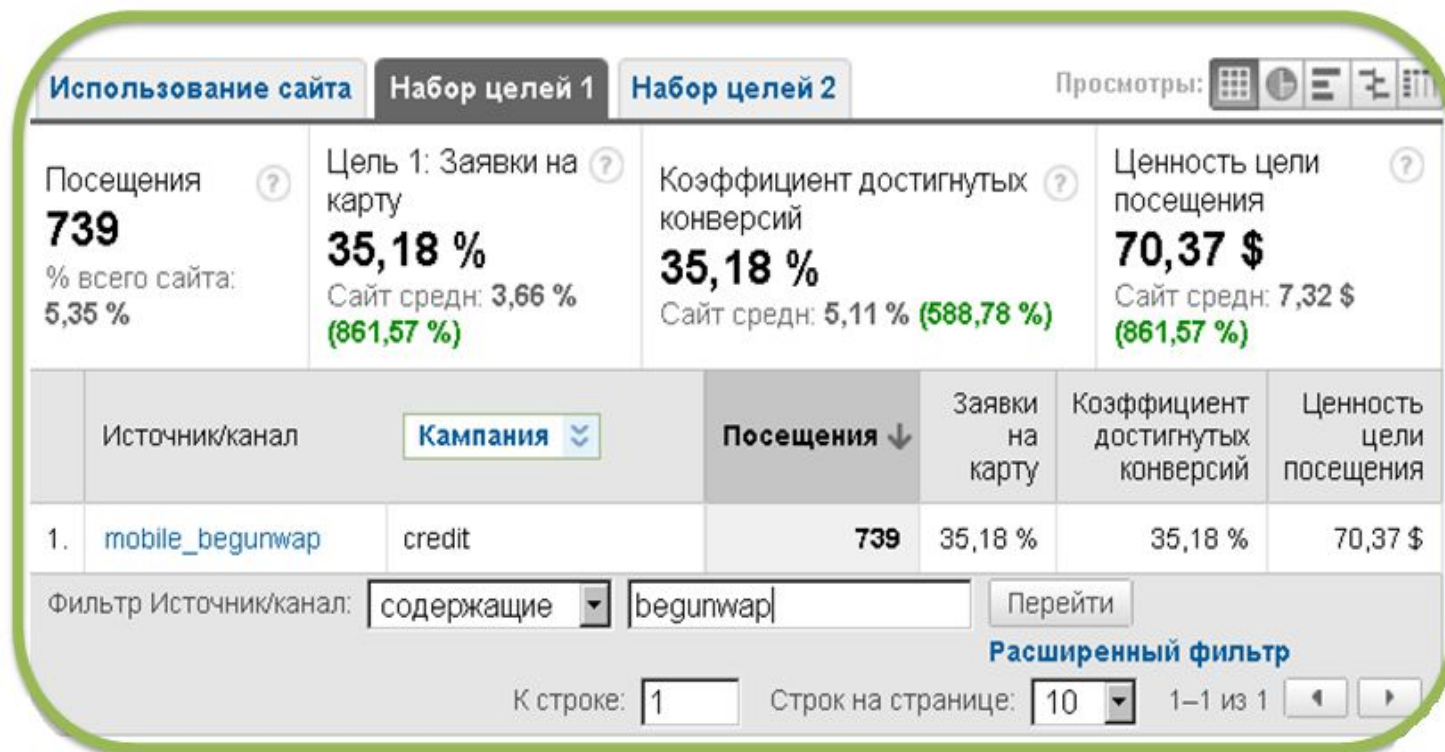 Использование сайта Набор целей 1 Набор целей 2 Просмотры:
Посещения ?
739
% всего сайта:
5,35 %
Цель 1: Заявки на ?
карту
35,18 %
Сайт средн: 3,66 %
(861,57 %)
Коэффициент достигнутых ?
конверсий
35,18 %
Сайт средн: 5,11 % (588,78 %)
Ценность цели ?
посещения
70,37 $
Сайт средн: 7,32 $
(861,57 %)
Источник/канал
Кампания
Посещения
Заявки
на
карту
Коэффициент
достигнутых
конверсий
Ценность
цели
посещения
1. mobile_begunwap credit 739 35,18 % 35,18 % 70,37 $
Фильтр Источник/канал: содержащие begunwap Перейти
Расширенный фильтр
К строке: 1 Строк на странице: 10 1–1 из 1